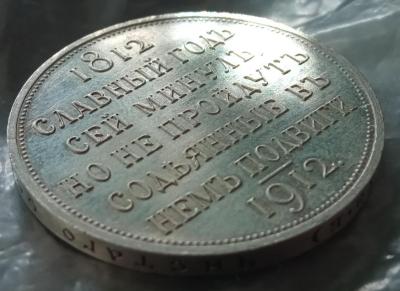 1812
СЛАВНЫЙ ГОДЪ
СЕЙ МИНУЛЪ,
НО НЕ ПРОЙДУТЪ
СОДѢЯННЫЕ ВЪ
НЕМЪ ПОДВИГИ
1912.